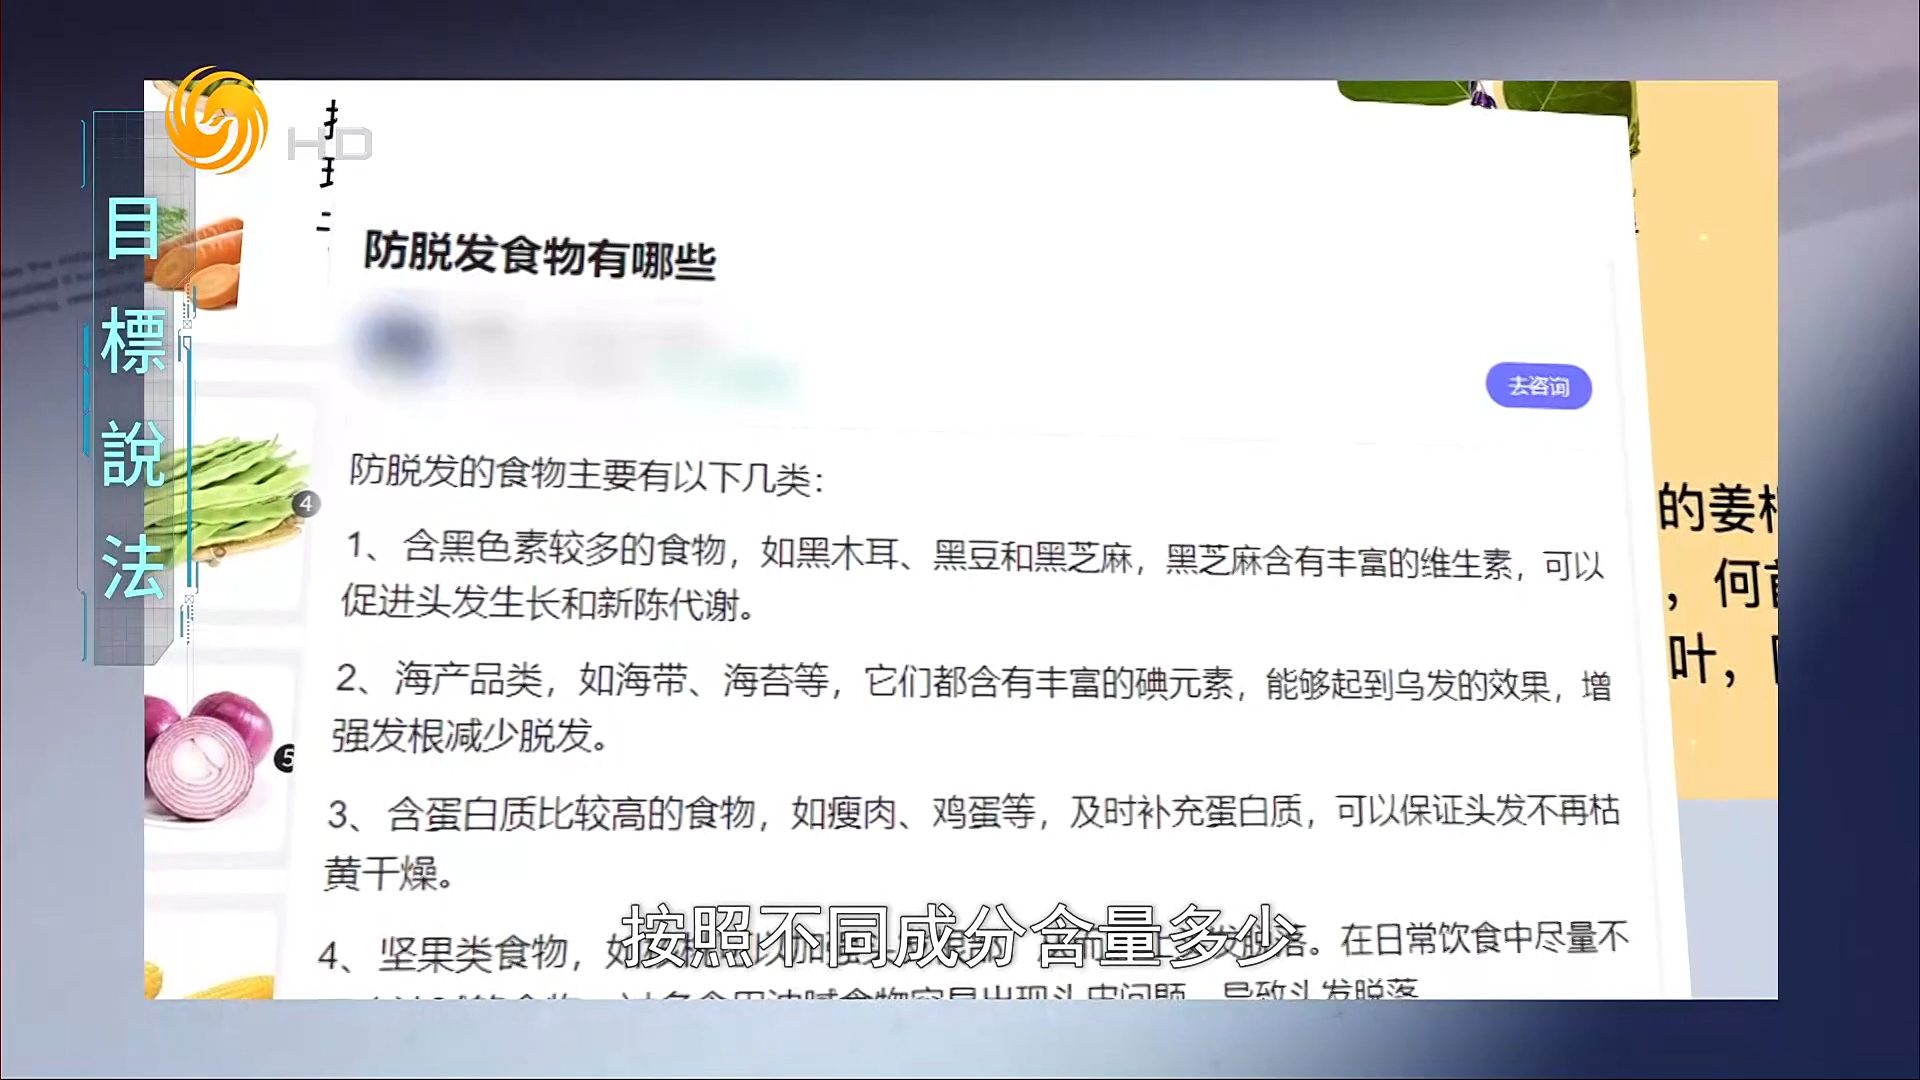 HD
目標說法
防脱发食物有哪些
去咨询
防脱发的食物主要有以下几类：
1、含黑色素较多的食物，如黑木耳、黑豆和黑芝麻，黑芝麻含有丰富的维生素，可以
促进头发生长和新陈代谢。
2、海产品类，如海带、海苔等，它们都含有丰富的碘元素，能够起到乌发的效果，增
强发根减少脱发。
3、含蛋白质比较高的食物，如瘦肉、鸡蛋等，及时补充蛋白质，可以保证头发不再枯
黄干燥。
4、坚果类食物，如
落。在日常饮食中尽量不
按照不同成分含量多少
4
5
的姜
，何
叶，